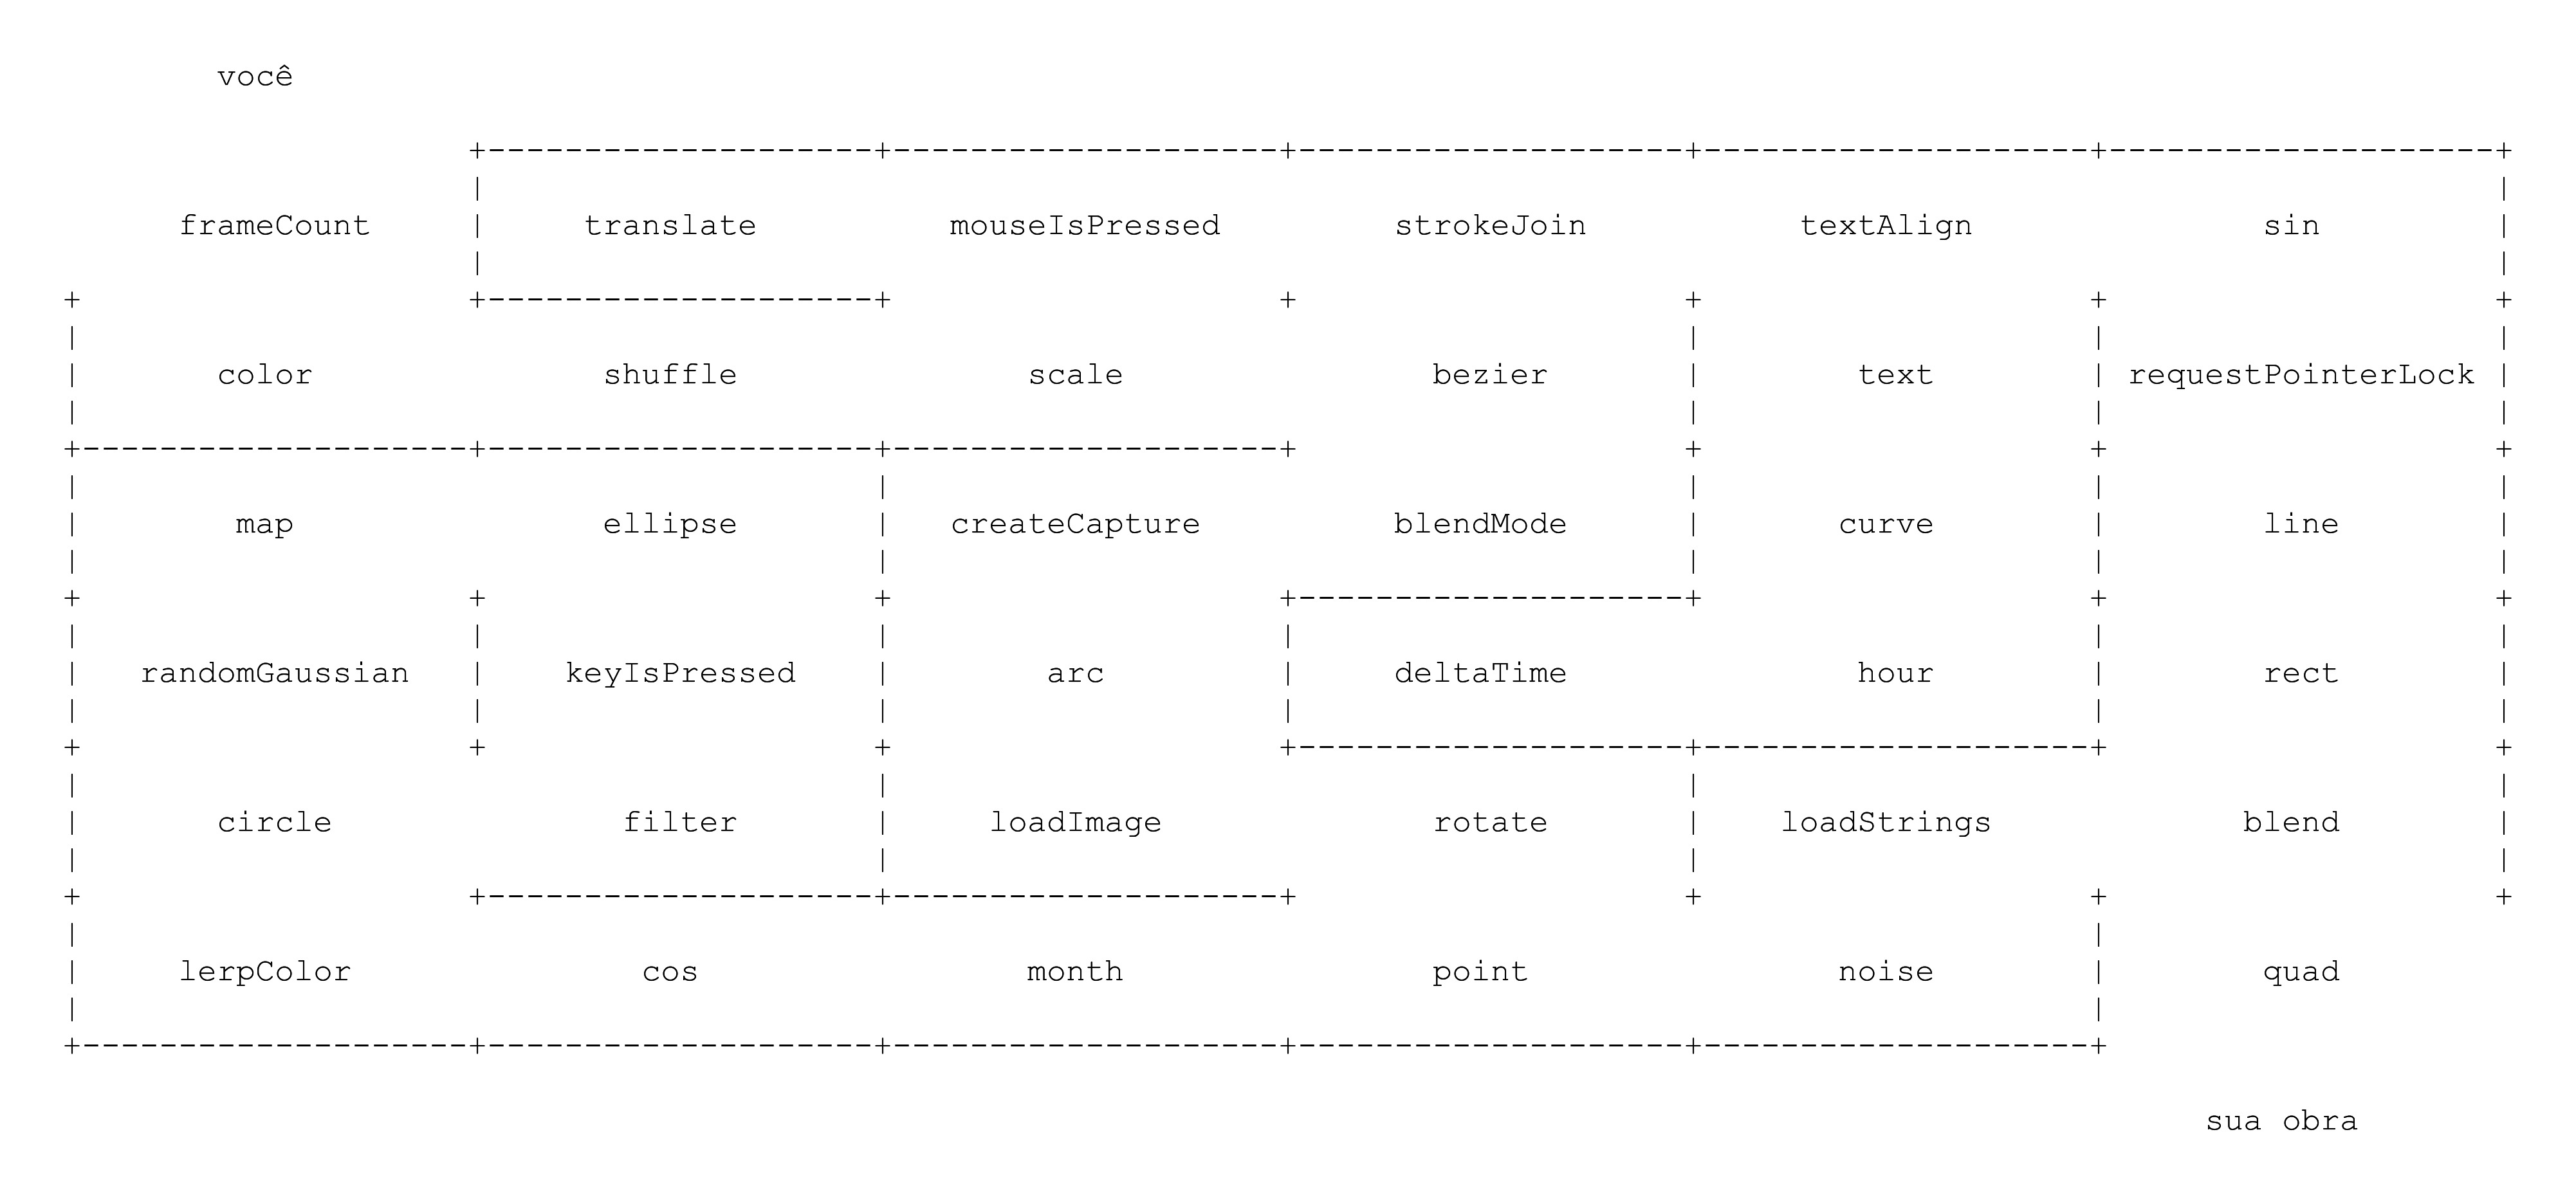 você
frameCount translate mouseIsPressed strokeJoin textAlign sin
color shuffle scale bezier text requestPointerLock
map ellipse createCapture blendMode curve line
randomGaussian keyIsPressed arc deltaTime hour rect
circle filter loadImage rotate loadStrings blend
lerpColor cos month point noise quad
sua obra